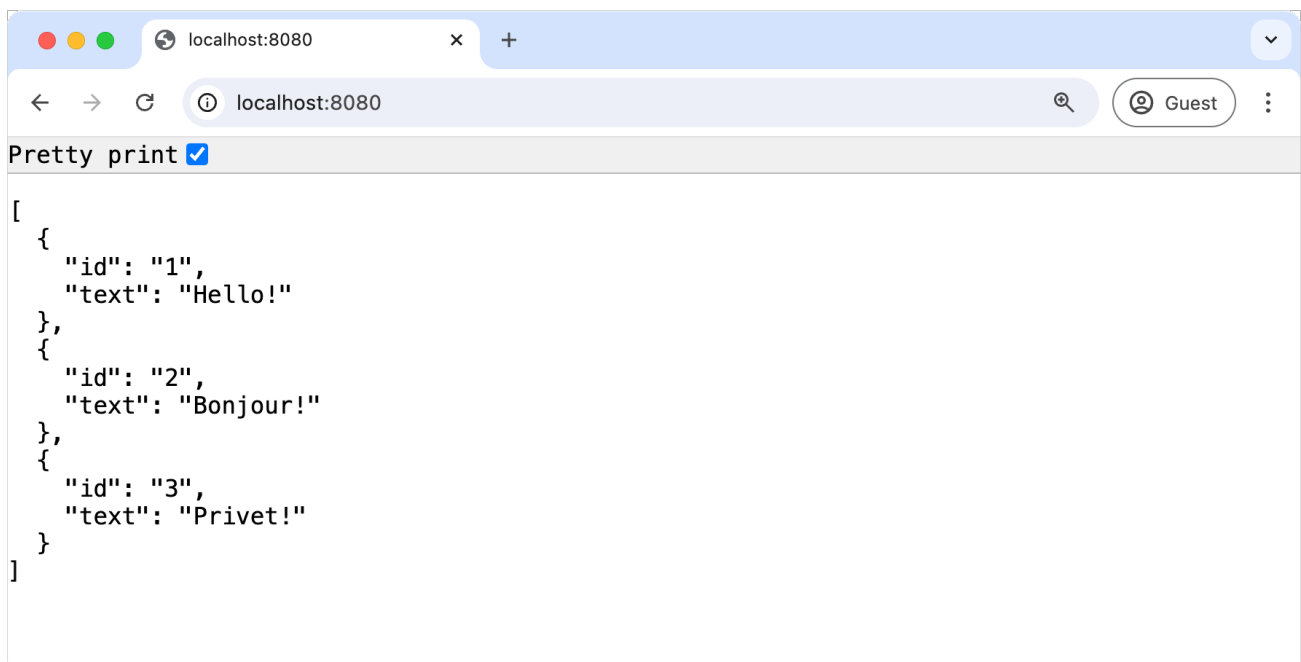 localhost:8080
localhost:8080
Guest
Pretty print
[
  {
    "id": "1",
    "text": "Hello!"
  },
  {
    "id": "2",
    "text": "Bonjour!"
  },
  {
    "id": "3",
    "text": "Privet!"
  }
]